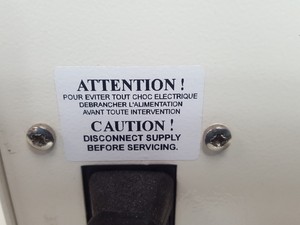 ATTENTION !
POUR EVITER TOUT CHOC ELECTRIQUE
DEBRANCHER L'ALIMENTATION
AVANT TOUTE INTERVENTION
CAUTION !
DISCONNECT SUPPLY
BEFORE SERVICING.